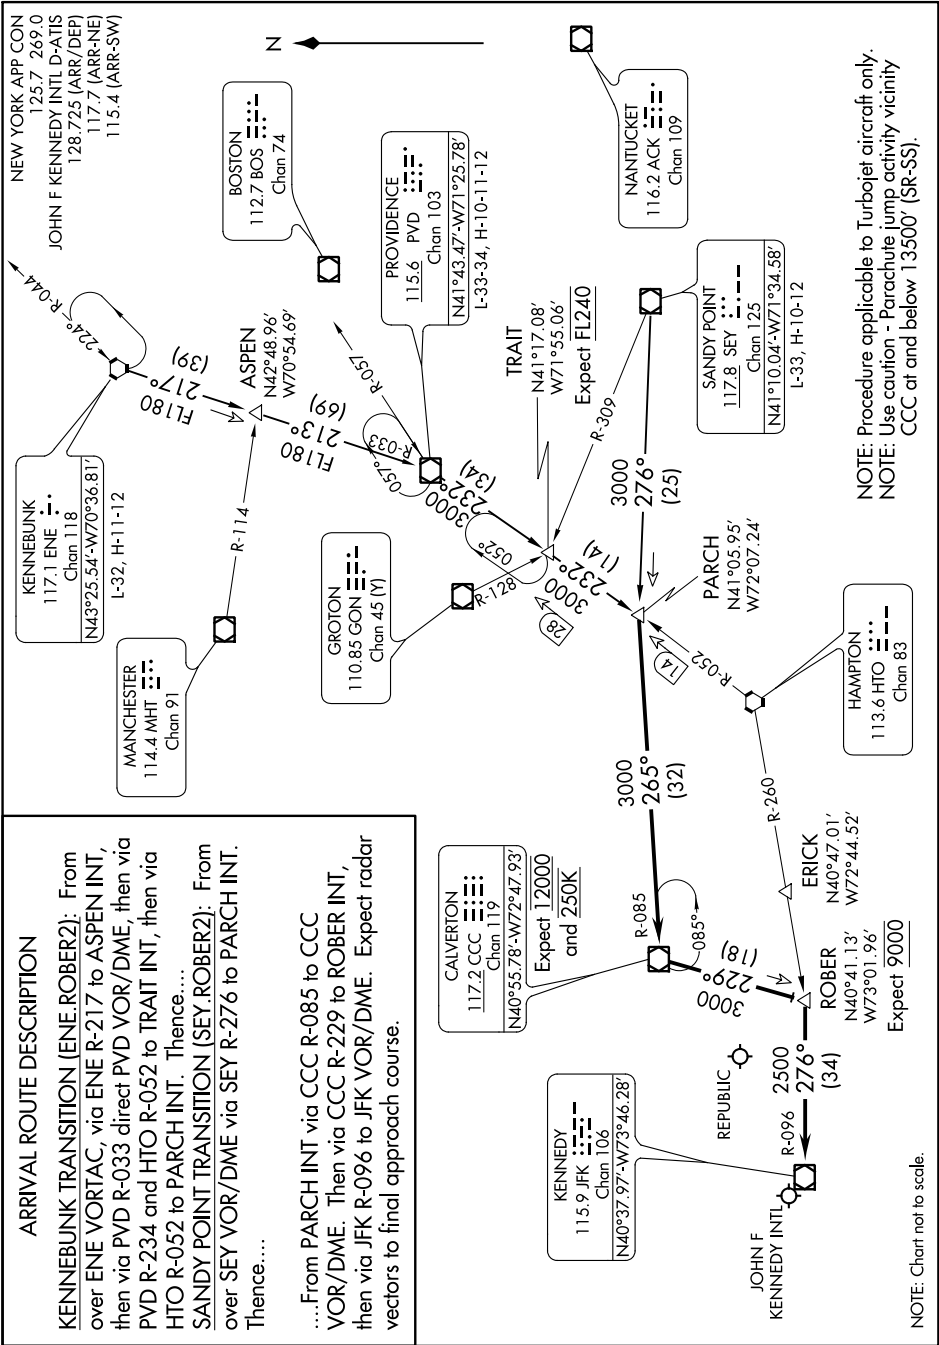 NEW YORK APP CON
125.7 269.0
JOHN F KENNEDY INTL D-ATIS
128.725 (ARR/DEP)
117.7 (ARR-NE)
115.4 (ARR-SW)
ARRIVAL ROUTE DESCRIPTION
KENNEBUNK TRANSITION (ENE.ROBER2): From
over ENE VORTAC, via ENE R-217 to ASPEN INT,
then via PVD R-033 direct PVD VOR/DME, then via
PVD R-234 and HTO R-052 to TRAIT INT, then via
HTO R-052 to PARCH INT. Thence....
SANDY POINT TRANSITION (SEY.ROBER2): From
over SEY VOR/DME via SEY R-276 to PARCH INT.
Thence....
....From PARCH INT via CCC R-085 to CCC
VOR/DME. Then via CCC R-229 to ROBER INT,
then via JFK R-096 to JFK VOR/DME. Expect radar
vectors to final approach course.
KENNEBUNK
117.1 ENE
Chan 118
N43°25.54'-W70°36.81'
L-32, H-11-12
224°
R-044
FL180
217°
(39)
MANCHESTER
114.4 MHT
Chan 91
R-114
ASPEN
N42°48.96'
W70°54.69'
FL180
213°
(69)
BOSTON
112.7 BOS
Chan 74
N
R-057
R-033
057°
PROVIDENCE
115.6 PVD
Chan 103
N41°43.47'-W71°25.78'
L-33-34, H-10-11-12
3000
232°
(34)
GROTON
110.85 GON
Chan 45 (Y)
R-128
052°
TRAIT
N41°17.08'
W71°55.06'
Expect FL240
R-309
NANTUCKET
116.2 ACK
Chan 109
SANDY POINT
117.8 SEY
Chan 125
N41°10.04'-W71°34.58'
L-33, H-10-12
3000
232°
(14)
28
3000
276°
(25)
PARCH
N41°05.95'
W72°07.24'
14
R-052
HAMPTON
113.6 HTO
Chan 83
3000
265°
(32)
R-260
CALVERTON
117.2 CCC
Chan 119
N40°55.78'-W72°47.93'
Expect 12000
and 250K
R-085
085°
3000
229°
(18)
ERICK
N40°47.01'
W72°44.52'
ROBER
N40°41.13'
W73°01.96'
Expect 9000
REPUBLIC
2500
276°
(34)
R-096
KENNEDY
115.9 JFK
Chan 106
N40°37.97'-W73°46.28'
JOHN F
KENNEDY INTL
NOTE: Procedure applicable to Turbojet aircraft only.
NOTE: Use caution - Parachute jump activity vicinity
CCC at and below 13500' (SR-SS).
NOTE: Chart not to scale.